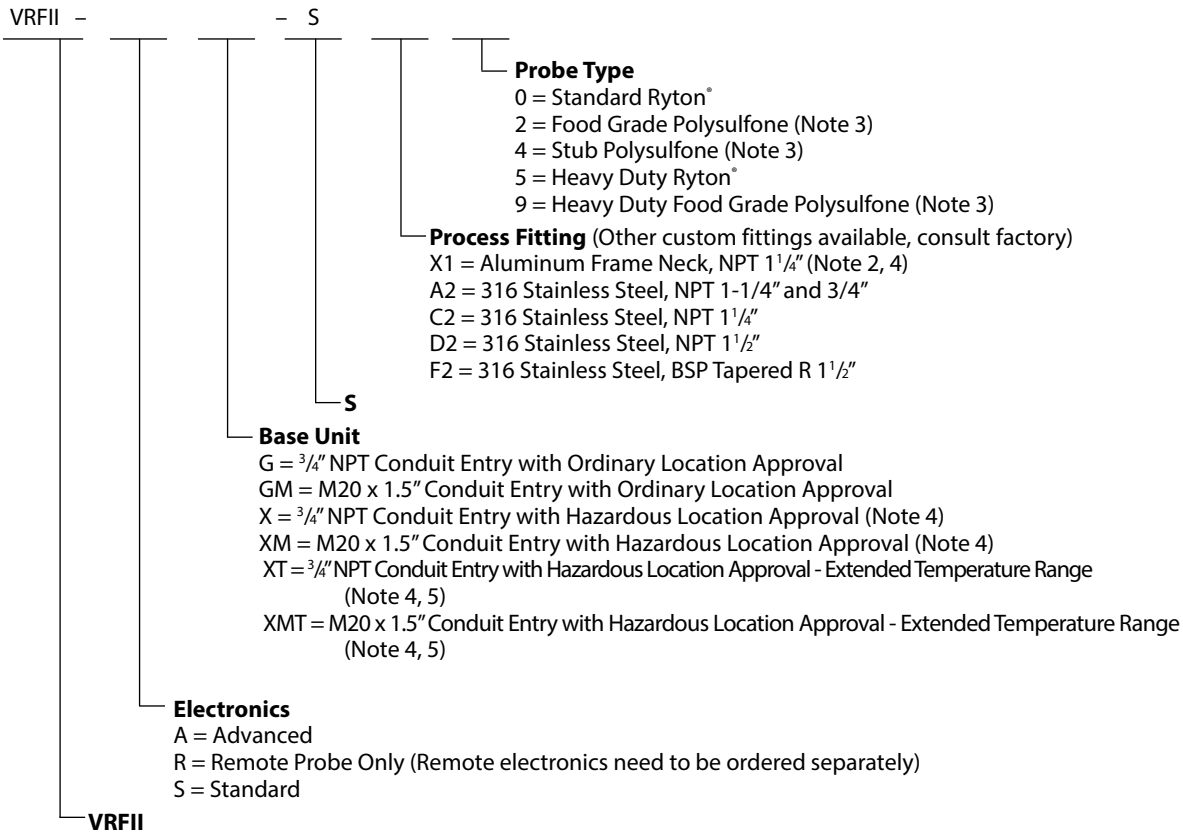 VRFII – – S
Probe Type
0 = Standard Ryton®
2 = Food Grade Polysulfone (Note 3)
4 = Stub Polysulfone (Note 3)
5 = Heavy Duty Ryton®
9 = Heavy Duty Food Grade Polysulfone (Note 3)
Process Fitting (Other custom fittings available, consult factory)
X1 = Aluminum Frame Neck, NPT 1 1/4” (Note 2, 4)
A2 = 316 Stainless Steel, NPT 1-1/4” and 3/4”
C2 = 316 Stainless Steel, NPT 1 1/4”
D2 = 316 Stainless Steel, NPT 1 1/2”
F2 = 316 Stainless Steel, BSP Tapered R 1 1/2”
S
Base Unit
G = 3/4” NPT Conduit Entry with Ordinary Location Approval
GM = M20 x 1.5” Conduit Entry with Ordinary Location Approval
X = 3/4” NPT Conduit Entry with Hazardous Location Approval (Note 4)
XM = M20 x 1.5” Conduit Entry with Hazardous Location Approval (Note 4)
XT = 3/4” NPT Conduit Entry with Hazardous Location Approval - Extended Temperature Range
(Note 4, 5)
XMT = M20 x 1.5” Conduit Entry with Hazardous Location Approval - Extended Temperature Range
(Note 4, 5)
Electronics
A = Advanced
R = Remote Probe Only (Remote electronics need to be ordered separately)
S = Standard
VRFII